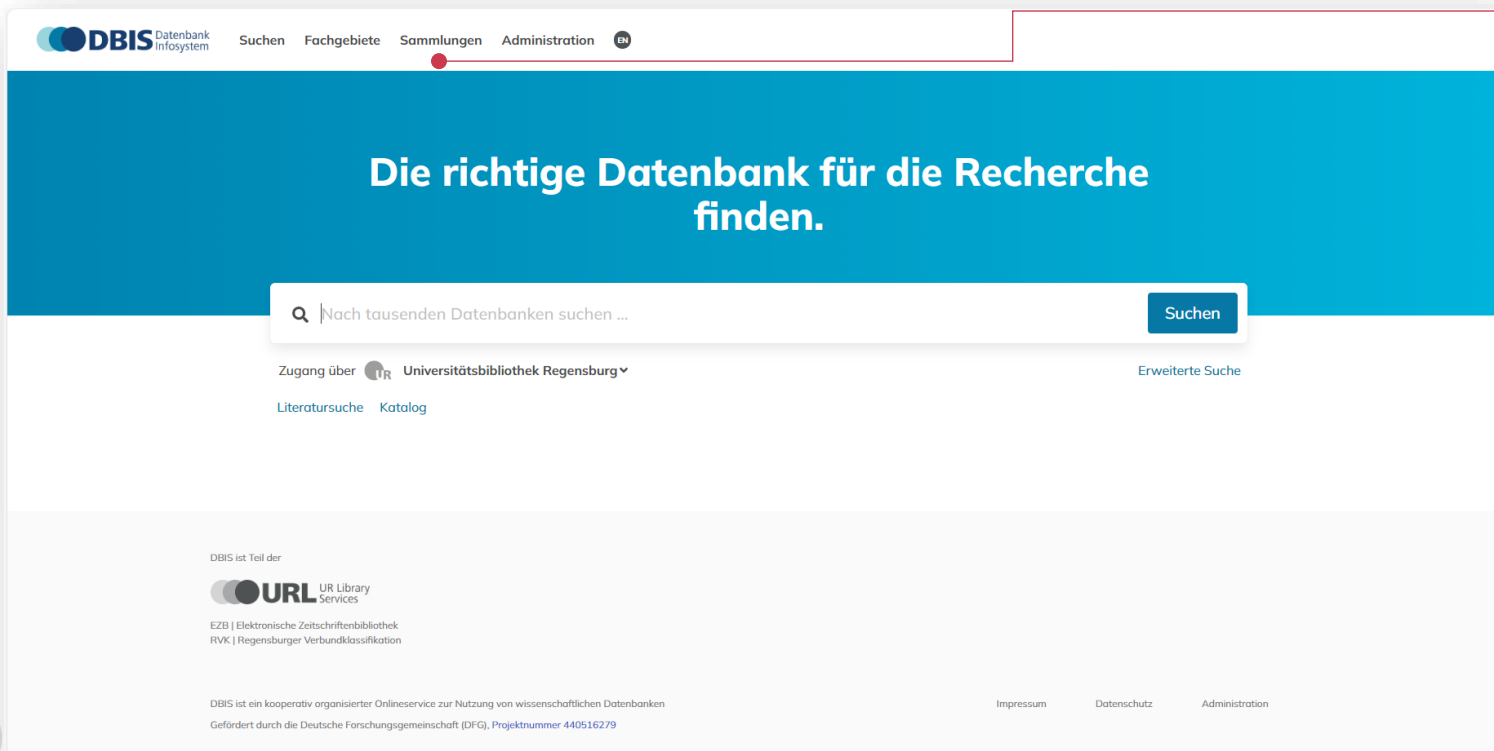 DBIS Datenbank Infosystem
Suchen Fachgebiete Sammlungen Administration EN
Die richtige Datenbank für die Recherche
finden.
Nach tausenden Datenbanken suchen ...
Suchen
Zugang über UR Universitätsbibliothek Regensburg
Erweiterte Suche
Literatursuche Katalog
DBIS ist Teil der
URL UR Library Services
EZB | Elektronische Zeitschriftenbibliothek
RVK | Regensburger Verbundklassifikation
DBIS ist ein kooperativ organisierter Onlineservice zur Nutzung von wissenschaftlichen Datenbanken
Impressum Datenschutz Administration
Gefördert durch die Deutsche Forschungsgemeinschaft (DFG), Projektnummer 440516279